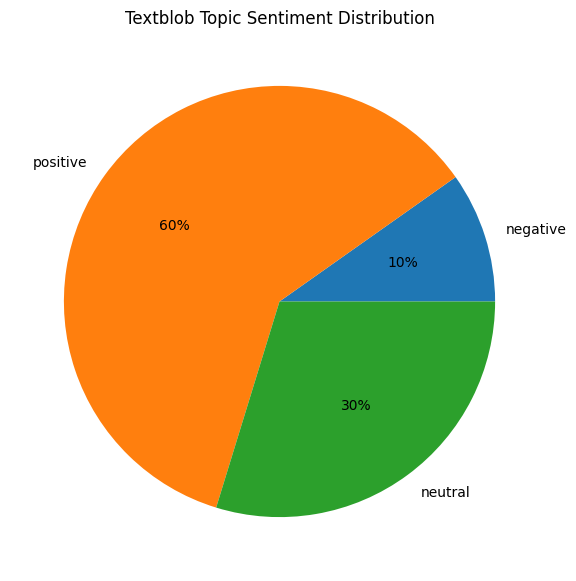 Textblob Topic Sentiment Distribution
positive
60%
negative
10%
30%
neutral